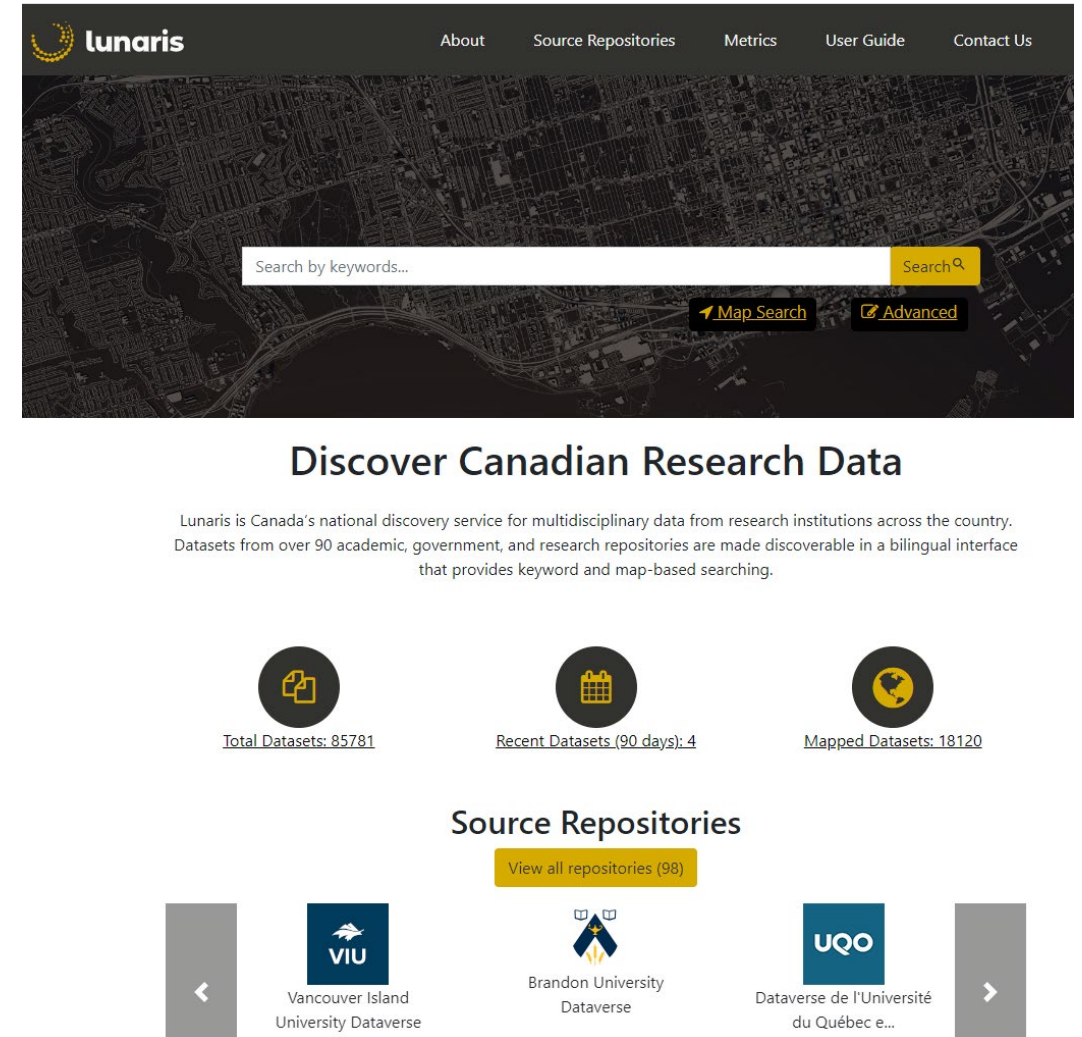 lunaris
About Source Repositories Metrics User Guide Contact Us
Search by keywords...
Search
Map Search
Advanced
Discover Canadian Research Data
Lunaris is Canada's national discovery service for multidisciplinary data from research institutions across the country.
Datasets from over 90 academic, government, and research repositories are made discoverable in a bilingual interface
that provides keyword and map-based searching.
Total Datasets: 85781
Recent Datasets (90 days): 4
Mapped Datasets: 18120
Source Repositories
View all repositories (98)
VIU
Vancouver Island
University Dataverse
Brandon University
Dataverse
UQO
Dataverse de l'Université
du Québec e...